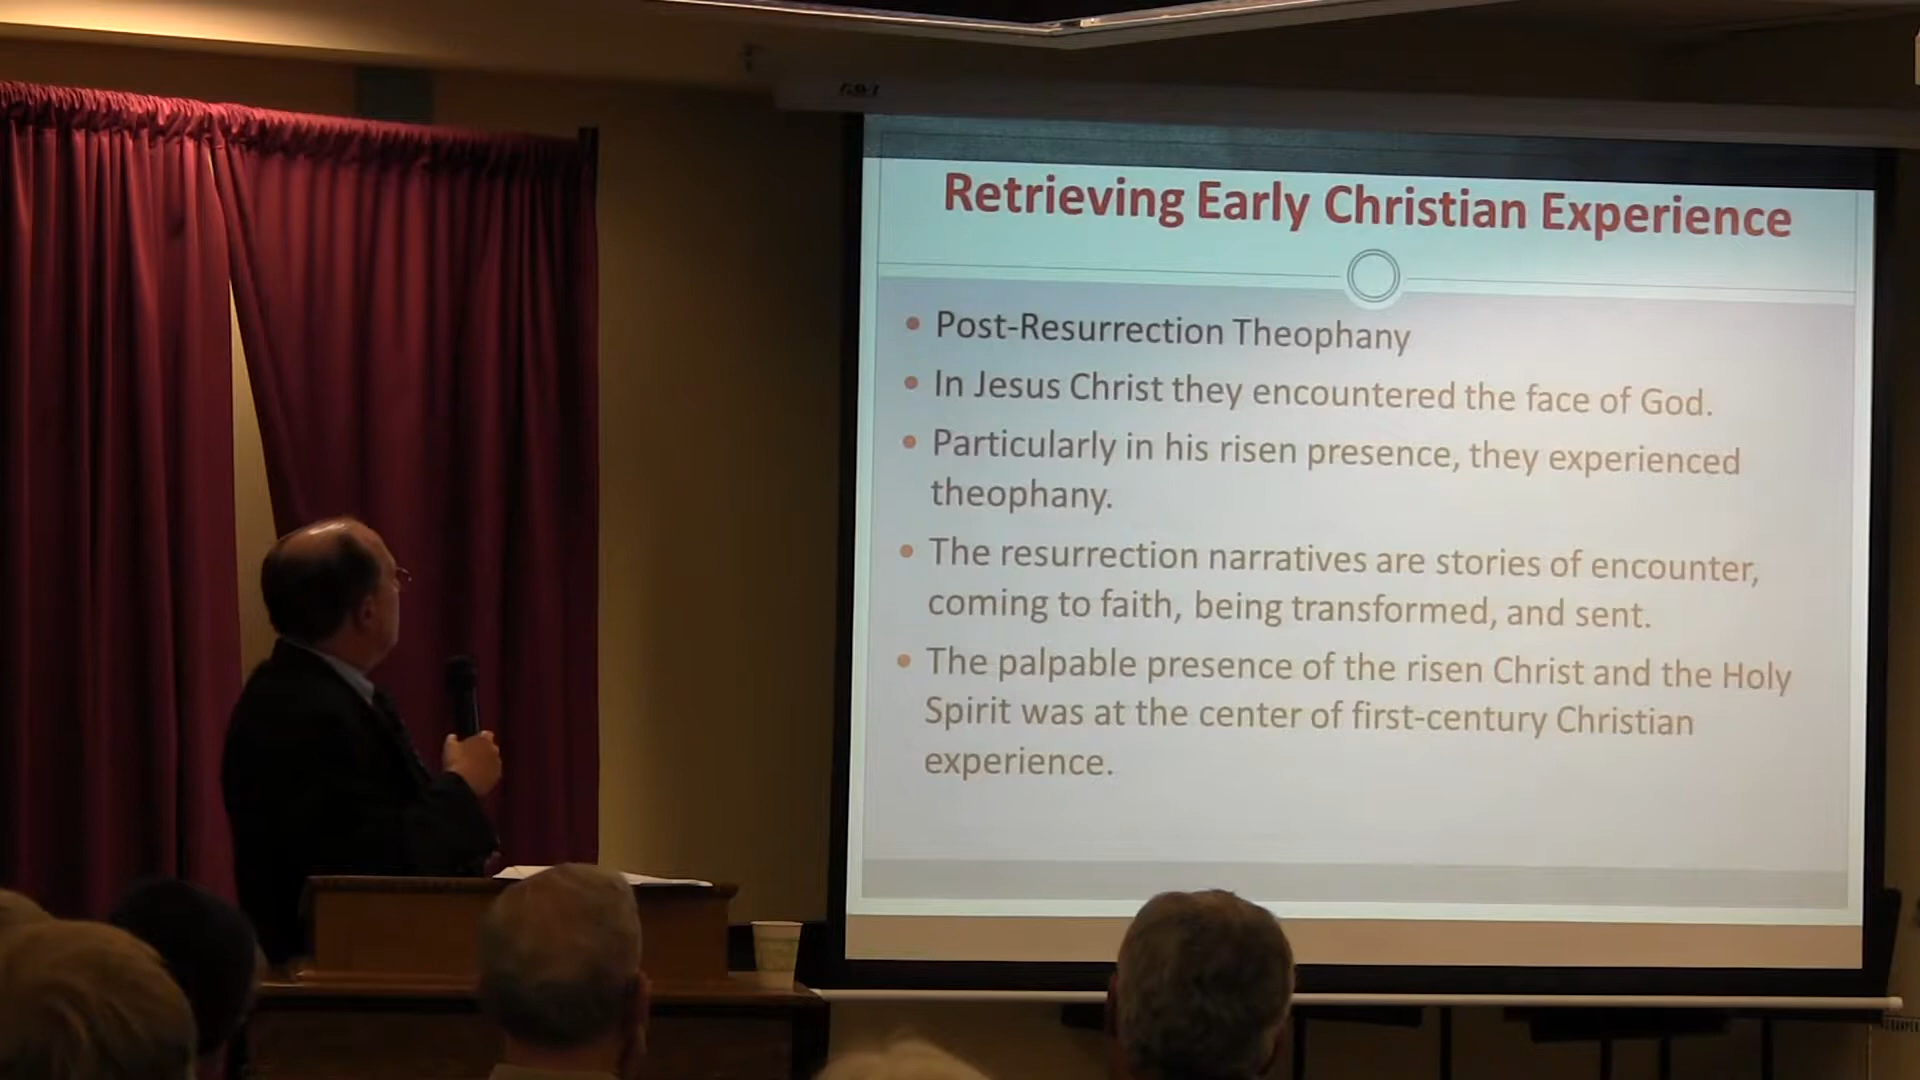 Retrieving Early Christian Experience
• Post-Resurrection Theophany
• In Jesus Christ they encountered the face of God.
• Particularly in his risen presence, they experienced
theophany.
• The resurrection narratives are stories of encounter,
coming to faith, being transformed, and sent.
• The palpable presence of the risen Christ and the Holy
Spirit was at the center of first-century Christian
experience.